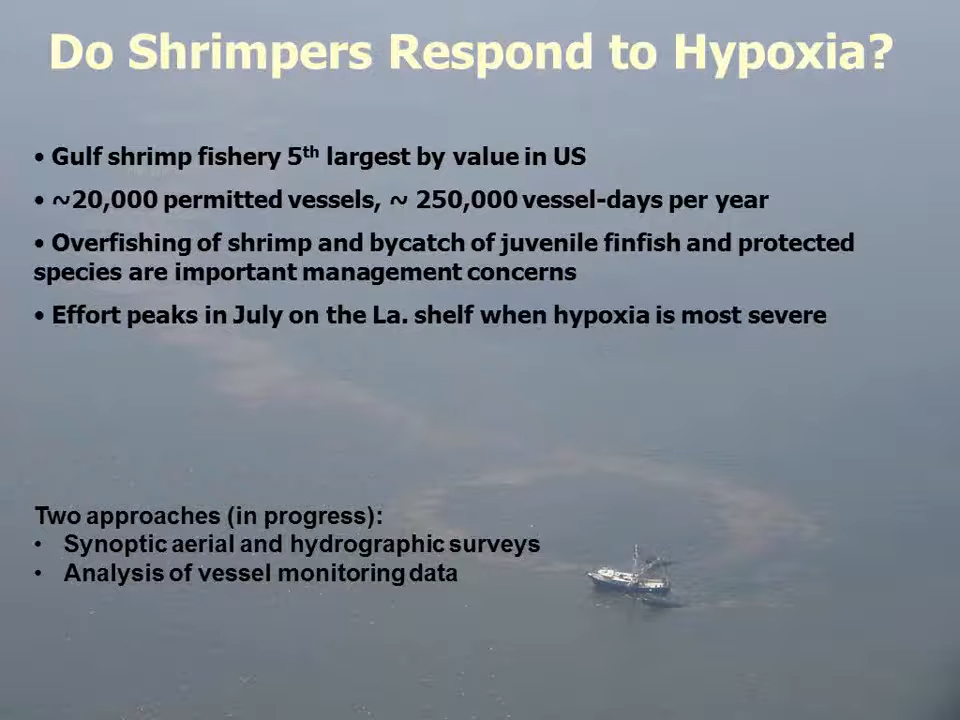 Do Shrimpers Respond to Hypoxia?
• Gulf shrimp fishery 5th largest by value in US
• ~20,000 permitted vessels, ~ 250,000 vessel-days per year
• Overfishing of shrimp and bycatch of juvenile finfish and protected
species are important management concerns
• Effort peaks in July on the La. shelf when hypoxia is most severe
Two approaches (in progress):
• Synoptic aerial and hydrographic surveys
• Analysis of vessel monitoring data